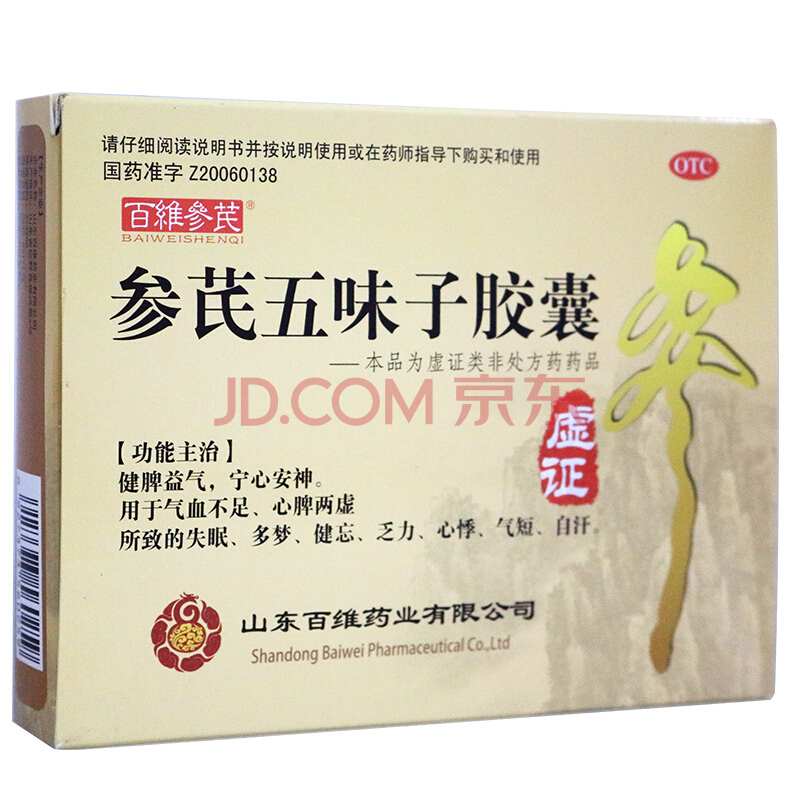 请仔细阅读说明书并按说明使用或在药师指导下购买和使用
国药准字 Z20060138
OTC
百維參芪®
BAIWEISHENQI
参芪五味子胶囊
——本品为虚证类非处方药药品
JD.COM 京东
参
虚证
【功能主治】
健脾益气，宁心安神。
用于气血不足、心脾两虚
所致的失眠、多梦、健忘、乏力、心悸、气短、自汗。
山东百维药业有限公司
Shandong Baiwei Pharmaceutical Co.,Ltd